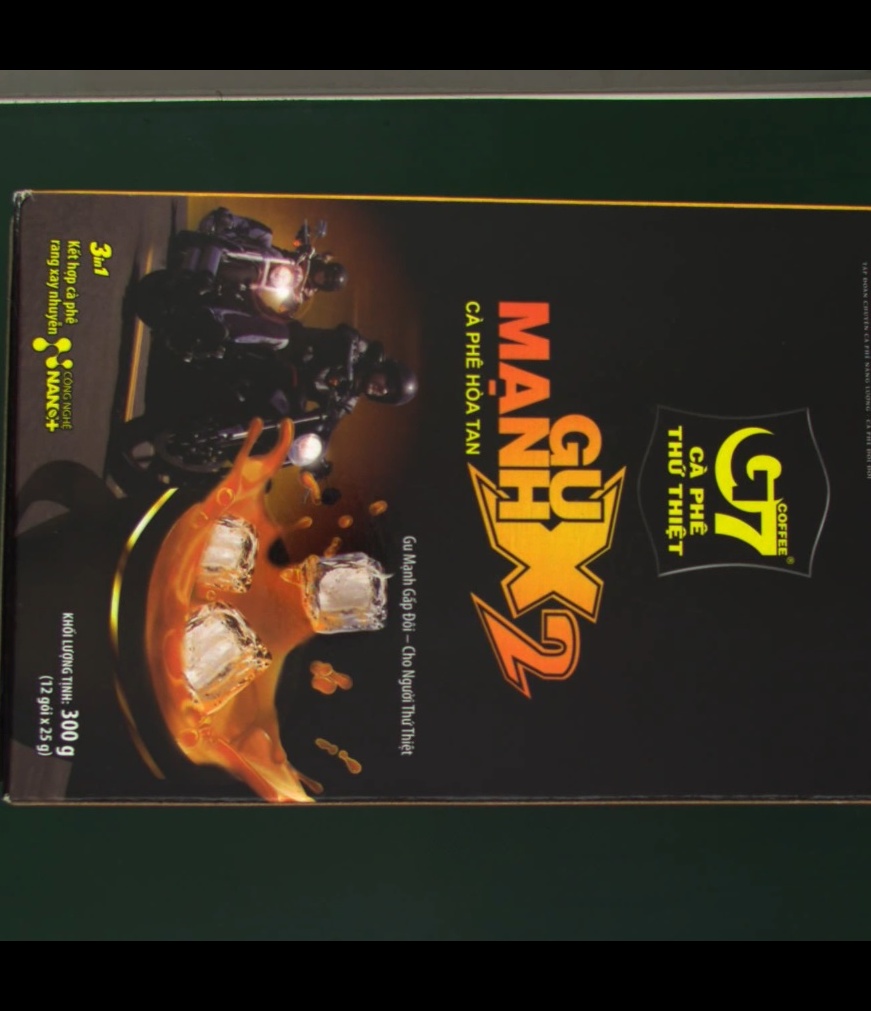 COFFEE
G7®
CÀ PHÊ
THỨ THIỆT
GU
MẠNH X2
CÀ PHÊ HÒA TAN
Gu Mạnh Gấp Đôi – Cho Người Thứ Thiệt
3in1
Kết hợp cà phê
rang xay nhuyễn
CÔNG NGHỆ
NANO+
KHỐI LƯỢNG TỊNH: 300 g
(12 gói x 25 g)